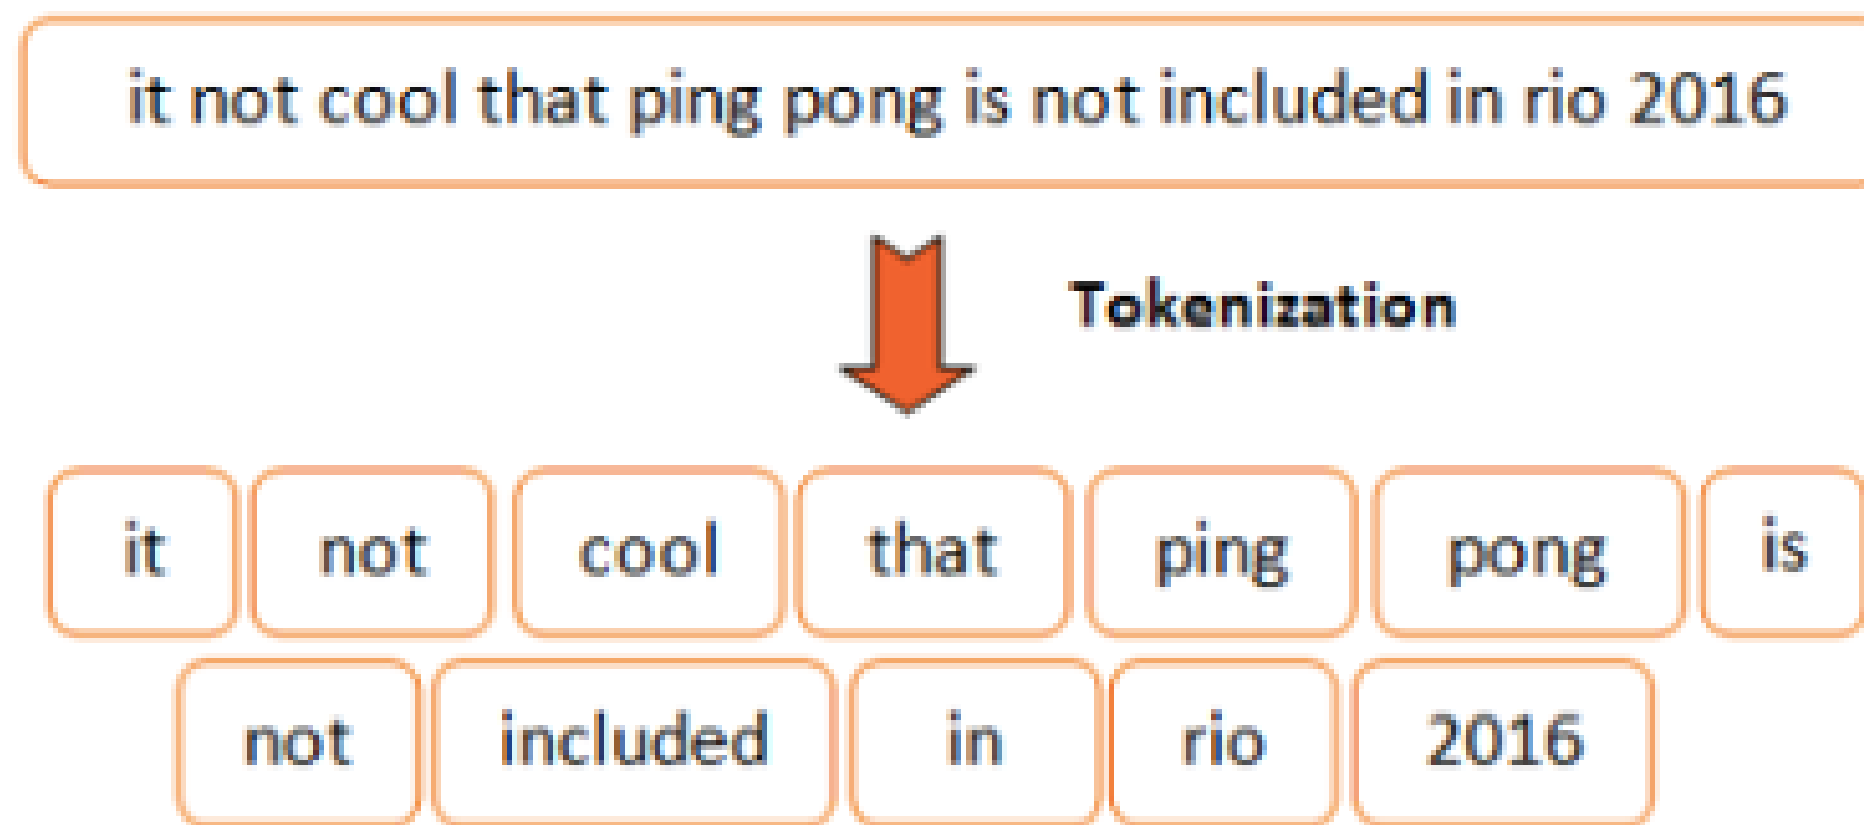 it not cool that ping pong is not included in rio 2016
Tokenization
it not cool that ping pong is
not included in rio 2016